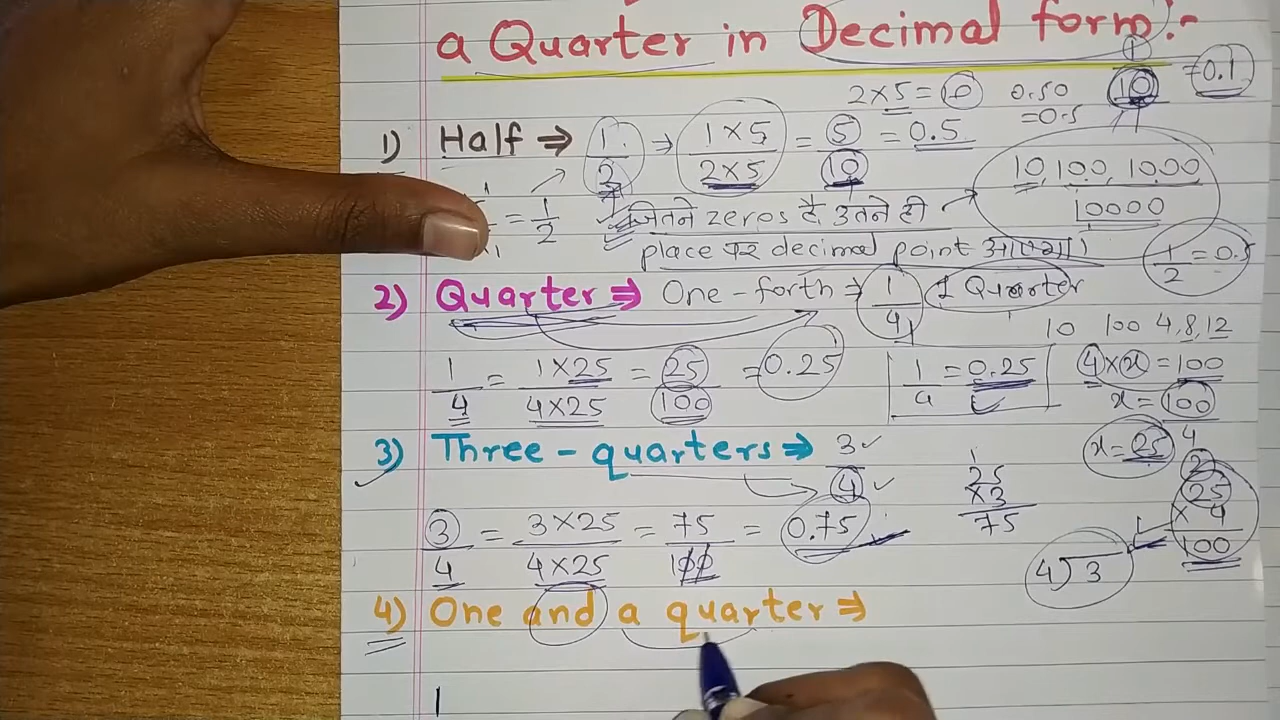 a Quarter in Decimal form:-
1/10 = 0.1
2×5=10 0.50 =0.5
1) Half ⇒ 1/2 → 1×5/2×5 = 5/10 = 0.5
10, 100, 1000
10000
= 1/2
जितने zeros है, उतने ही
place पर decimal point आएगा।
1/2 = 0.5
2) Quarter ⇒ One-forth ⇒ 1/4 1 Quarter
10 100 4,8,12
1/4 = 1×25/4×25 = 25/100 = 0.25
1/4 = 0.25
4×x=100
x=100/4
x=25
3) Three-quarters ⇒ 3/4
25 ×3 75
3/4 = 3×25/4×25 = 75/100 = 0.75
2
25
× 4
100
4)3
4) One and a quarter ⇒
1